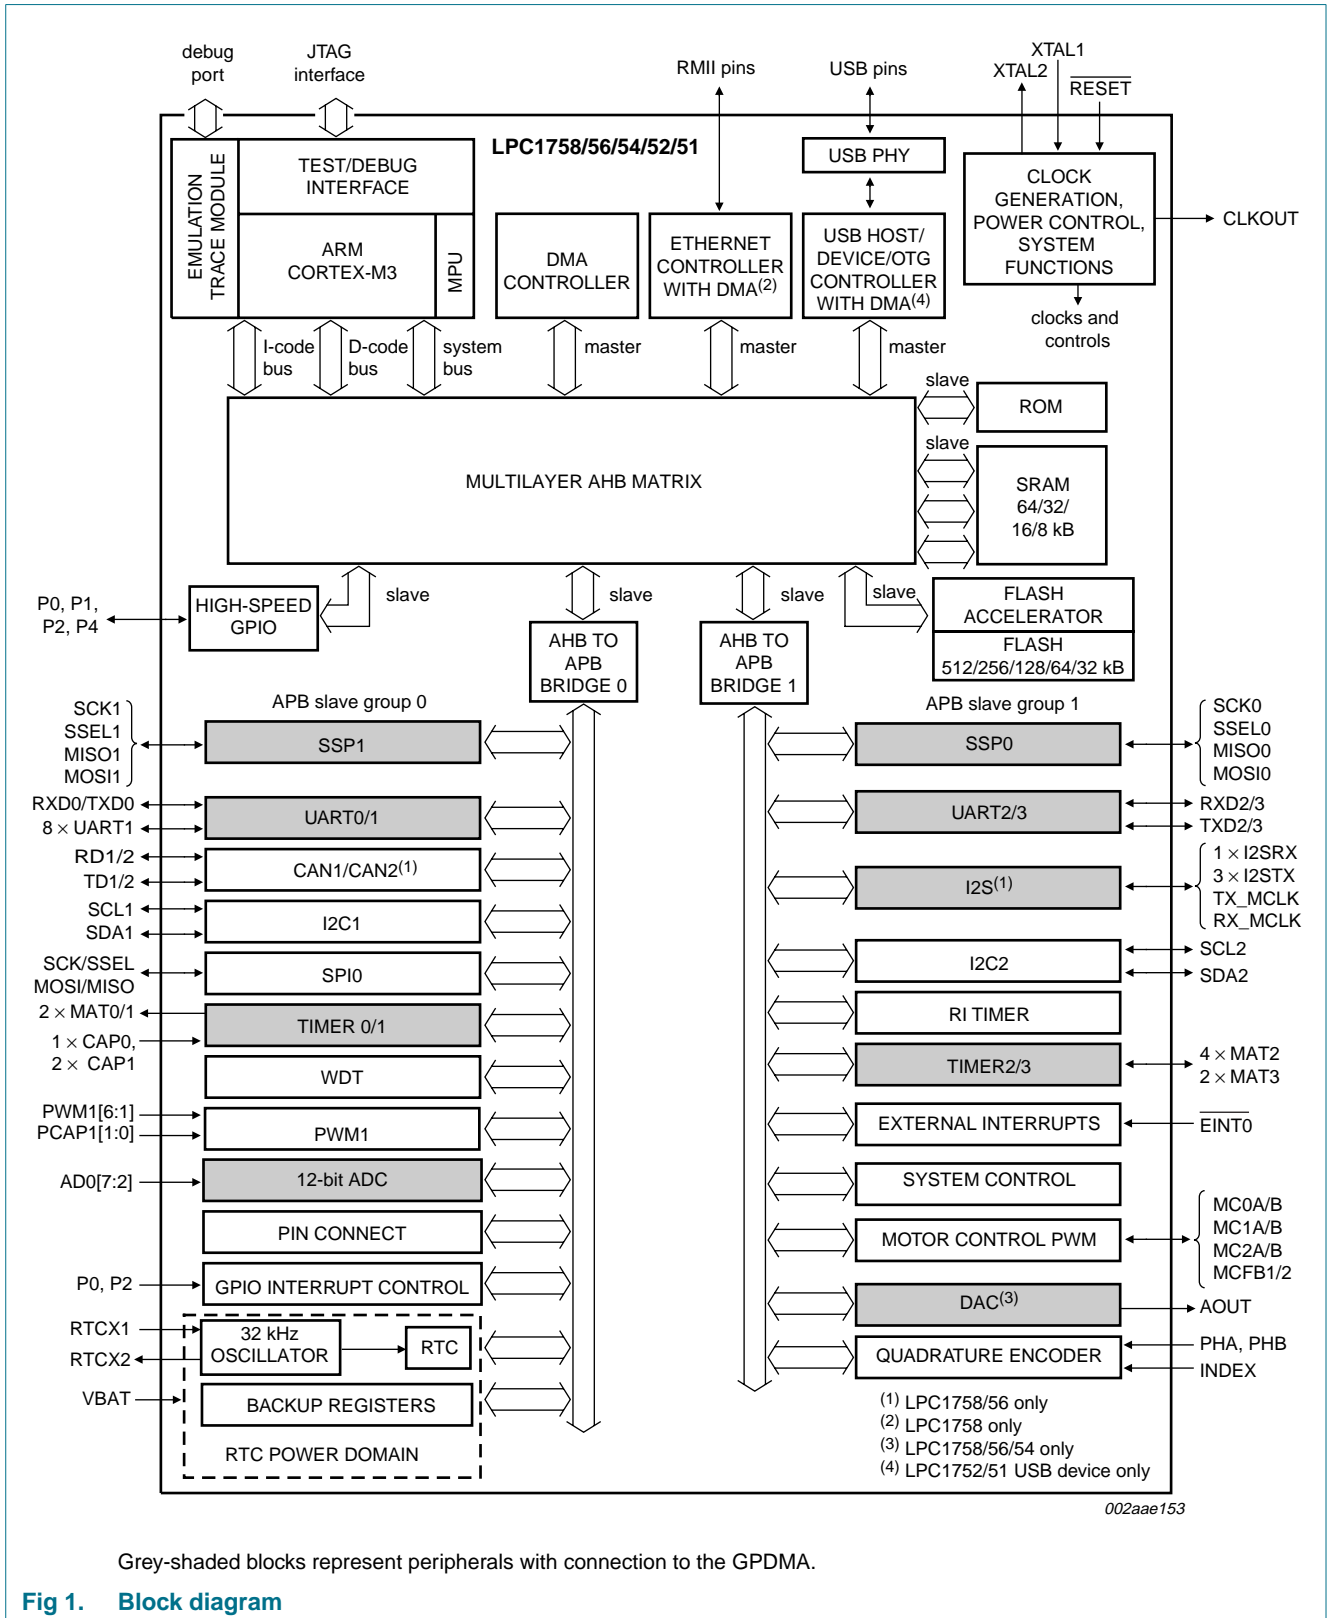 debug
port
JTAG
interface
RMII pins
USB pins
XTAL1
XTAL2
RESET
LPC1758/56/54/52/51
EMULATION
TRACE MODULE
TEST/DEBUG
INTERFACE
ARM
CORTEX-M3
MPU
DMA
CONTROLLER
ETHERNET
CONTROLLER
WITH DMA(2)
USB PHY
USB HOST/
DEVICE/OTG
CONTROLLER
WITH DMA(4)
CLOCK
GENERATION,
POWER CONTROL,
SYSTEM
FUNCTIONS
CLKOUT
clocks and
controls
I-code
bus
D-code
bus
system
bus
master
master
master
MULTILAYER AHB MATRIX
slave
ROM
slave
SRAM
64/32/
16/8 kB
P0, P1,
P2, P4
HIGH-SPEED
GPIO
slave
slave
slave
slave
AHB TO
APB
BRIDGE 0
AHB TO
APB
BRIDGE 1
FLASH
ACCELERATOR
FLASH
512/256/128/64/32 kB
APB slave group 0
SCK1
SSEL1
MISO1
MOSI1
SSP1
RXD0/TXD0
8 × UART1
UART0/1
RD1/2
TD1/2
CAN1/CAN2(1)
SCL1
SDA1
I2C1
SCK/SSEL
MOSI/MISO
SPI0
2 × MAT0/1
1 × CAP0,
2 × CAP1
TIMER 0/1
WDT
PWM1[6:1]
PCAP1[1:0]
PWM1
AD0[7:2]
12-bit ADC
PIN CONNECT
P0, P2
GPIO INTERRUPT CONTROL
RTCX1
RTCX2
32 kHz
OSCILLATOR
RTC
VBAT
BACKUP REGISTERS
RTC POWER DOMAIN
APB slave group 1
SSP0
SCK0
SSEL0
MISO0
MOSI0
UART2/3
RXD2/3
TXD2/3
I2S(1)
1 × I2SRX
3 × I2STX
TX_MCLK
RX_MCLK
I2C2
SCL2
SDA2
RI TIMER
TIMER2/3
4 × MAT2
2 × MAT3
EXTERNAL INTERRUPTS
EINT0
SYSTEM CONTROL
MOTOR CONTROL PWM
MC0A/B
MC1A/B
MC2A/B
MCFB1/2
DAC(3)
AOUT
QUADRATURE ENCODER
PHA, PHB
INDEX
(1) LPC1758/56 only
(2) LPC1758 only
(3) LPC1758/56/54 only
(4) LPC1752/51 USB device only
002aae153
Grey-shaded blocks represent peripherals with connection to the GPDMA.
Fig 1. Block diagram